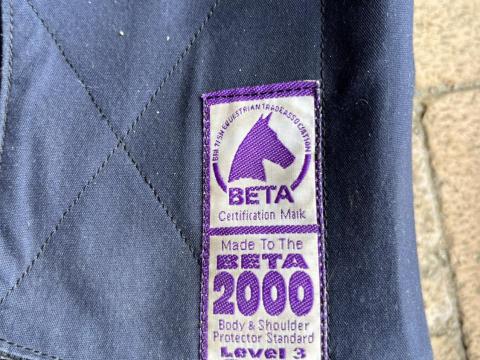 BRITISH EQUESTRIAN TRADE ASSOCIATION
BETA
Certification Mark
Made To The
BETA
2000
Body & Shoulder
Protector Standard
Level 3